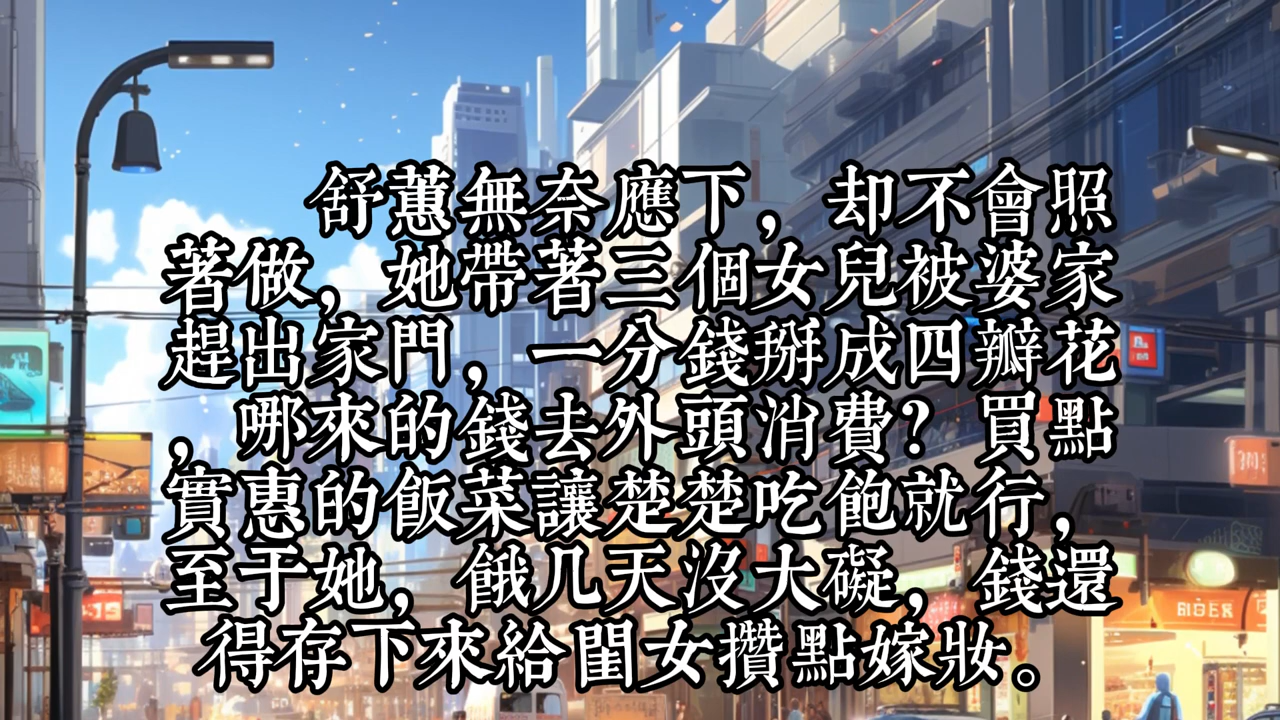 舒蕙無奈應下，却不會照
著做，她帶著三個女兒被婆家
趕出家門，一分錢掰成四瓣花
，哪來的錢去外頭消費？買點
實惠的飯菜讓楚楚吃飽就行，
至于她，餓几天沒大礙，錢還
得存下來給閨女攢點嫁妝。